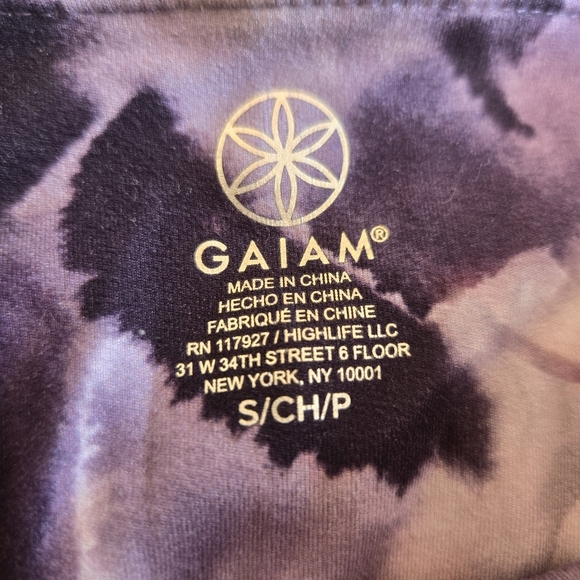 GAIAM®
MADE IN CHINA
HECHO EN CHINA
FABRIQUÉ EN CHINE
RN 117927 / HIGHLIFE LLC
31 W 34TH STREET 6 FLOOR
NEW YORK, NY 10001
S/CH/P